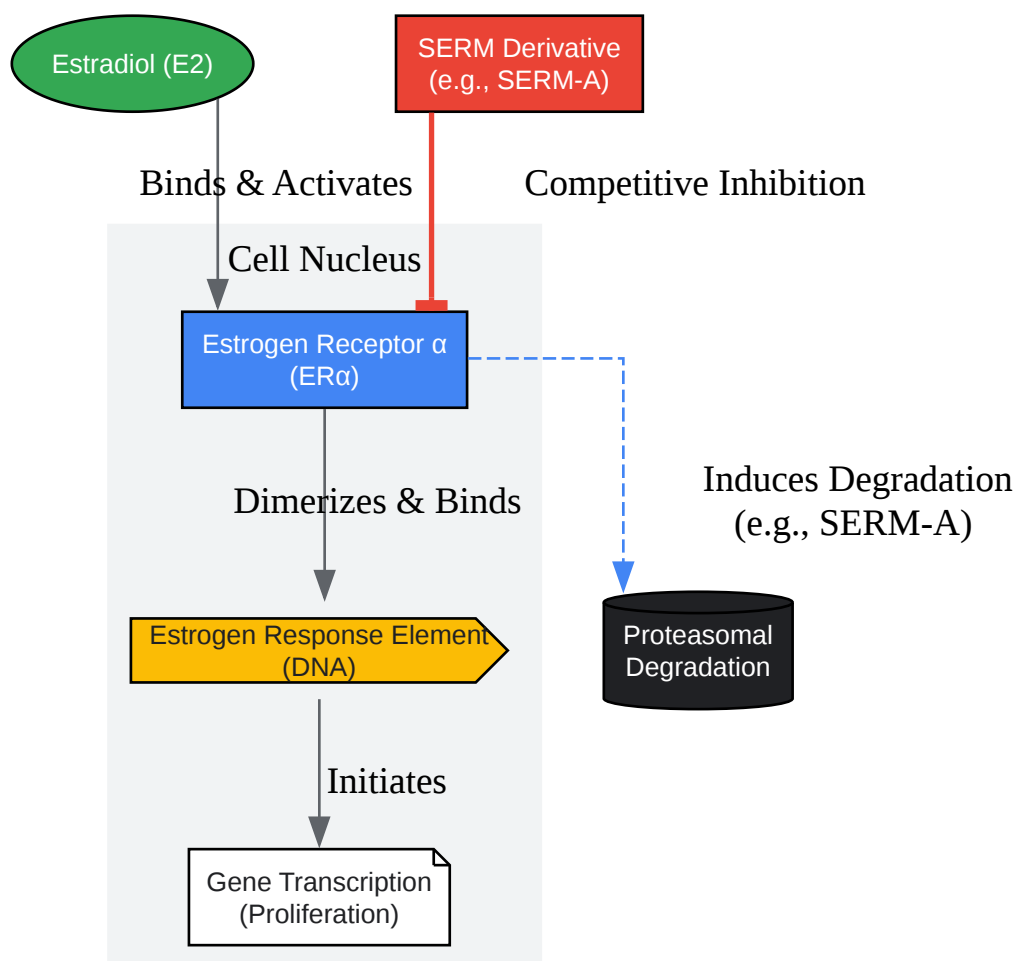 Estradiol (E2)
SERM Derivative
(e.g., SERM-A)
Binds & Activates
Competitive Inhibition
Cell Nucleus
Estrogen Receptor α
(ERα)
Dimerizes & Binds
Induces Degradation
(e.g., SERM-A)
Estrogen Response Element
(DNA)
Proteasomal
Degradation
Initiates
Gene Transcription
(Proliferation)